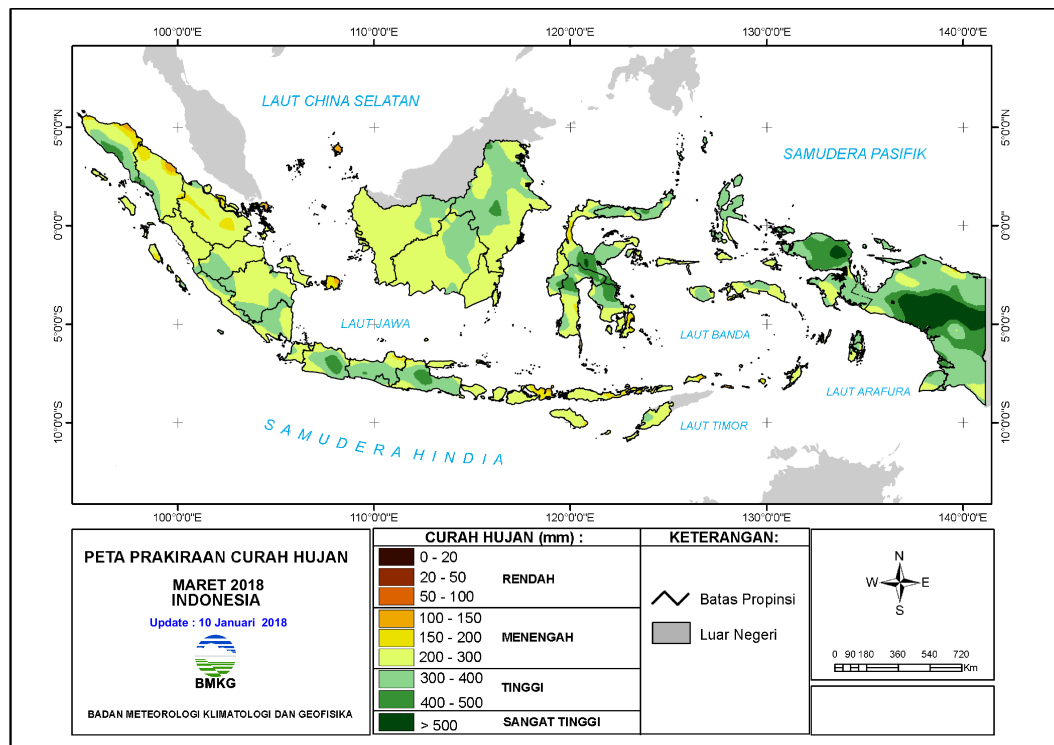 100°0'0"E 110°0'0"E 120°0'0"E 130°0'0"E 140°0'0"E
LAUT CHINA SELATAN
5°0'0"N 5°0'0"N
SAMUDERA PASIFIK
0°0'0" 0°0'0"
LAUT JAWA
LAUT BANDA
5°0'0"S 5°0'0"S
LAUT ARAFURA
LAUT TIMOR
10°0'0"S 10°0'0"S
SAMUDERA HINDIA
100°0'0"E 110°0'0"E 120°0'0"E 130°0'0"E 140°0'0"E
PETA PRAKIRAAN CURAH HUJAN
MARET 2018
INDONESIA
Update : 10 Januari 2018
BMKG
BADAN METEOROLOGI KLIMATOLOGI DAN GEOFISIKA
CURAH HUJAN (mm) :
0 - 20
20 - 50 RENDAH
50 - 100
100 - 150
150 - 200 MENENGAH
200 - 300
300 - 400 TINGGI
400 - 500
> 500 SANGAT TINGGI
KETERANGAN:
Batas Propinsi
Luar Negeri
N
W E
S
0 90 180 360 540 720
Km